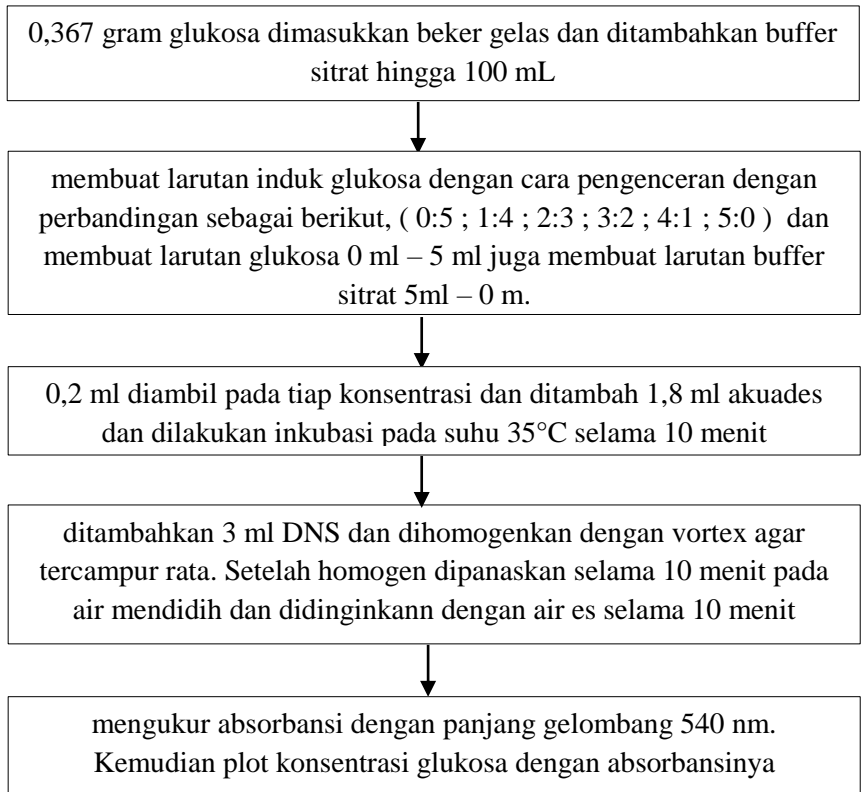 0,367 gram glukosa dimasukkan beker gelas dan ditambahkan buffer
sitrat hingga 100 mL
membuat larutan induk glukosa dengan cara pengenceran dengan
perbandingan sebagai berikut, ( 0:5 ; 1:4 ; 2:3 ; 3:2 ; 4:1 ; 5:0 ) dan
membuat larutan glukosa 0 ml – 5 ml juga membuat larutan buffer
sitrat 5ml – 0 m.
0,2 ml diambil pada tiap konsentrasi dan ditambah 1,8 ml akuades
dan dilakukan inkubasi pada suhu 35°C selama 10 menit
ditambahkan 3 ml DNS dan dihomogenkan dengan vortex agar
tercampur rata. Setelah homogen dipanaskan selama 10 menit pada
air mendidih dan didinginkann dengan air es selama 10 menit
mengukur absorbansi dengan panjang gelombang 540 nm.
Kemudian plot konsentrasi glukosa dengan absorbansinya